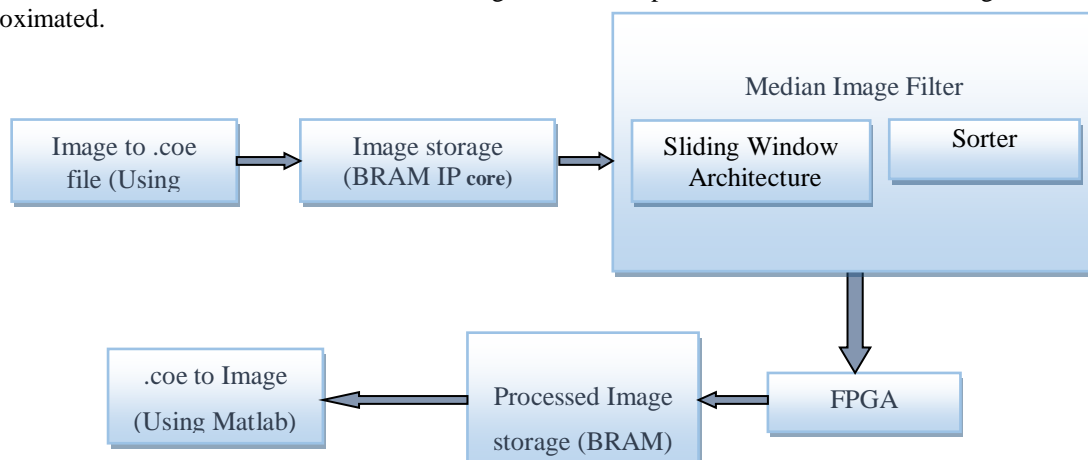 oximated.
Median Image Filter
Image to .coe
file (Using
Image storage
(BRAM IP core)
Sliding Window
Architecture
Sorter
.coe to Image
(Using Matlab)
Processed Image
storage (BRAM)
FPGA